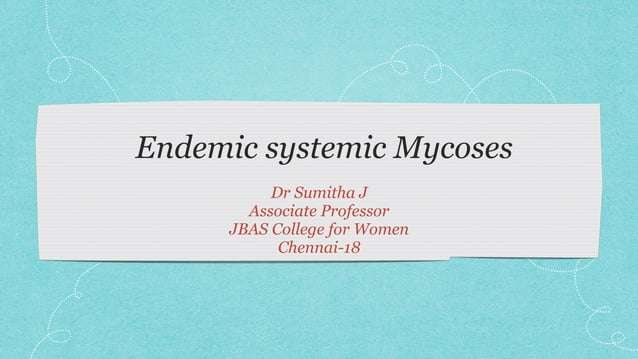 Endemic systemic Mycoses
Dr Sumitha J
Associate Professor
JBAS College for Women
Chennai-18